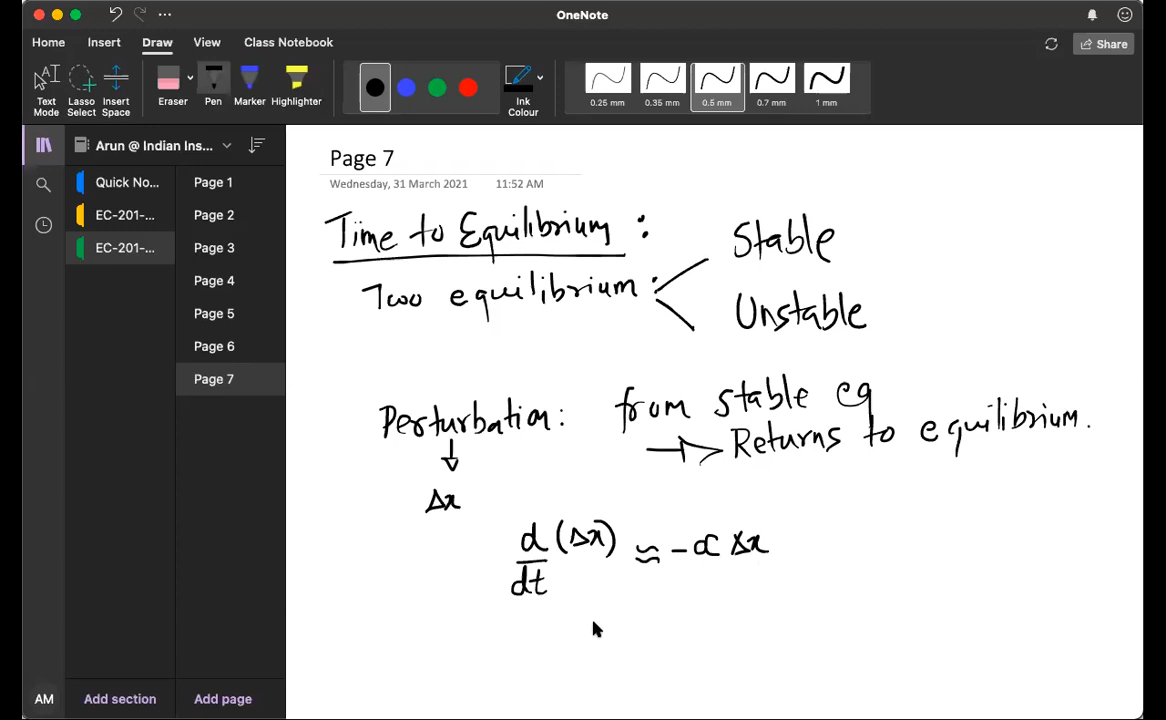 OneNote
Home Insert Draw View Class Notebook
Share
Text Mode
Lasso Select
Insert Space
Eraser
Pen
Marker
Highlighter
Ink Colour
0.25 mm
0.35 mm
0.5 mm
0.7 mm
1 mm
Arun @ Indian Ins...
Quick No...
EC-201-...
EC-201-...
Page 1
Page 2
Page 3
Page 4
Page 5
Page 6
Page 7
AM
Add section
Add page
Page 7
Wednesday, 31 March 2021 11:52 AM
Time to Equilibrium :
Two equilibrium :
Stable
Unstable
Perturbation : from stable eq
→ Returns to equilibrium.
↓
Δx
d/dt (Δx) ≈ -α Δx